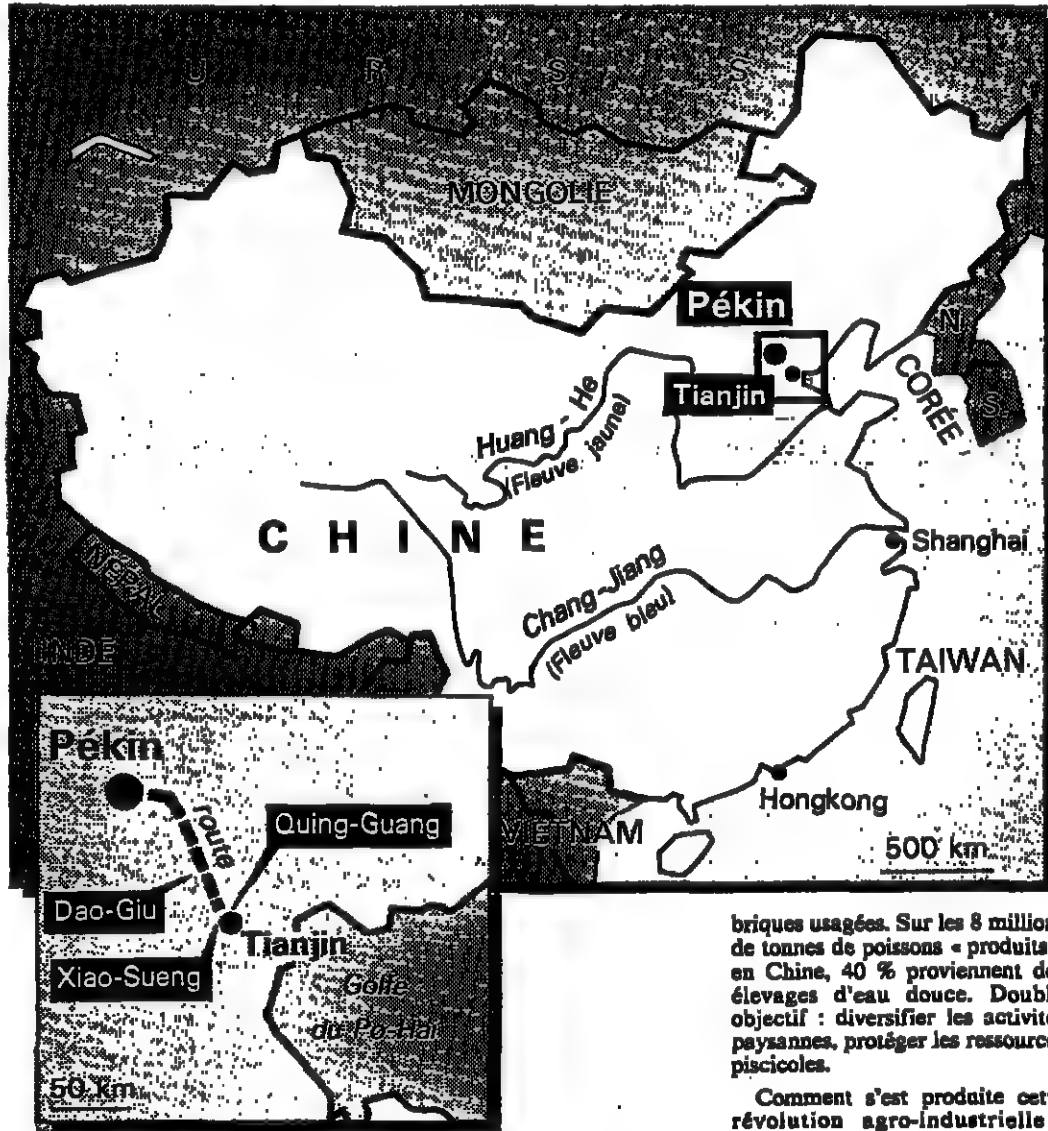 U R S S
MONGOLIE
Pékin
Tianjin
N.
CORÉE
S.
Huang-He
(Fleuve jaune)
CHINE
Shanghai
Chang-Jiang
(Fleuve bleu)
NÉPAL
INDE
TAIWAN
Hongkong
VIETNAM
500 km
Pékin
route
Quing-Guang
Dao-Giu
Tianjin
Xiao-Sueng
Golfe
du Po-Hai
50 km
briques usagées. Sur les 8 million
de tonnes de poissons « produits
en Chine, 40 % proviennent de
élevages d'eau douce. Doubl
objectif : diversifier les activité
paysannes, protéger les ressource
piscicoles.
Comment s'est produite cett
révolution agro-industrielle